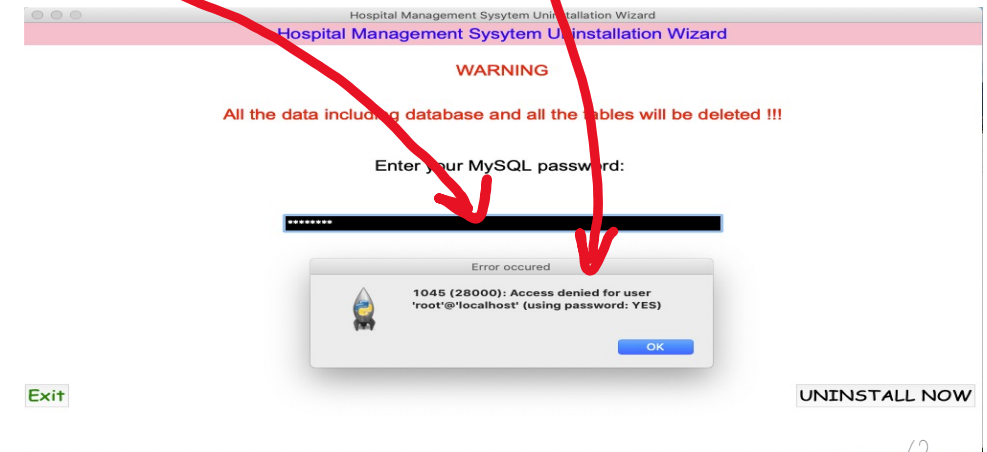 Hospital Management Sysytem Uninstallation Wizard
Hospital Management Sysytem Uninstallation Wizard
WARNING
All the data including database and all the tables will be deleted !!!
Enter your MySQL password:
********
Error occured
1045 (28000): Access denied for user
'root'@'localhost' (using password: YES)
OK
Exit
UNINSTALL NOW